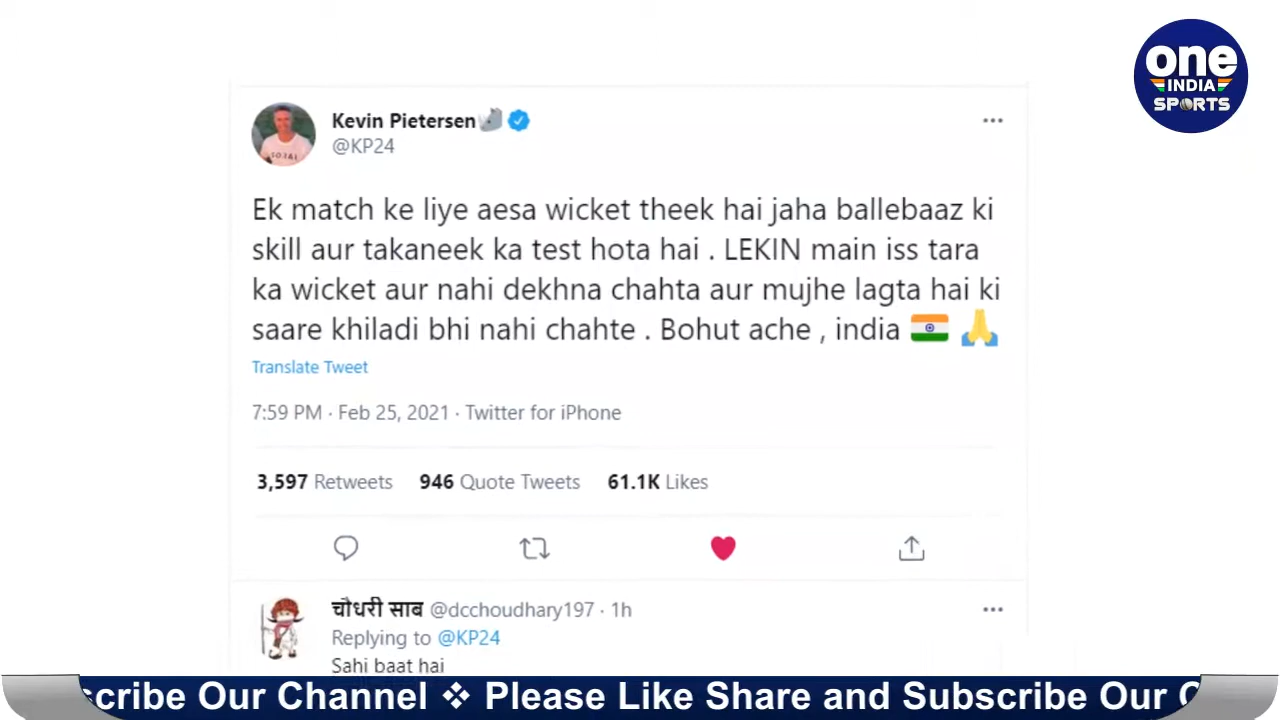 one
INDIA
SPORTS
Kevin Pietersen
@KP24
Ek match ke liye aesa wicket theek hai jaha ballebaaz ki
skill aur takaneek ka test hota hai . LEKIN main iss tara
ka wicket aur nahi dekhna chahta aur mujhe lagta hai ki
saare khiladi bhi nahi chahte . Bohut ache , india 🇮🇳 🙏
Translate Tweet
7:59 PM · Feb 25, 2021 · Twitter for iPhone
3,597 Retweets 946 Quote Tweets 61.1K Likes
चौधरी साब @dcchoudhary197 · 1h
Replying to @KP24
Sahi baat hai
scribe Our Channel ❖ Please Like Share and Subscribe Our C